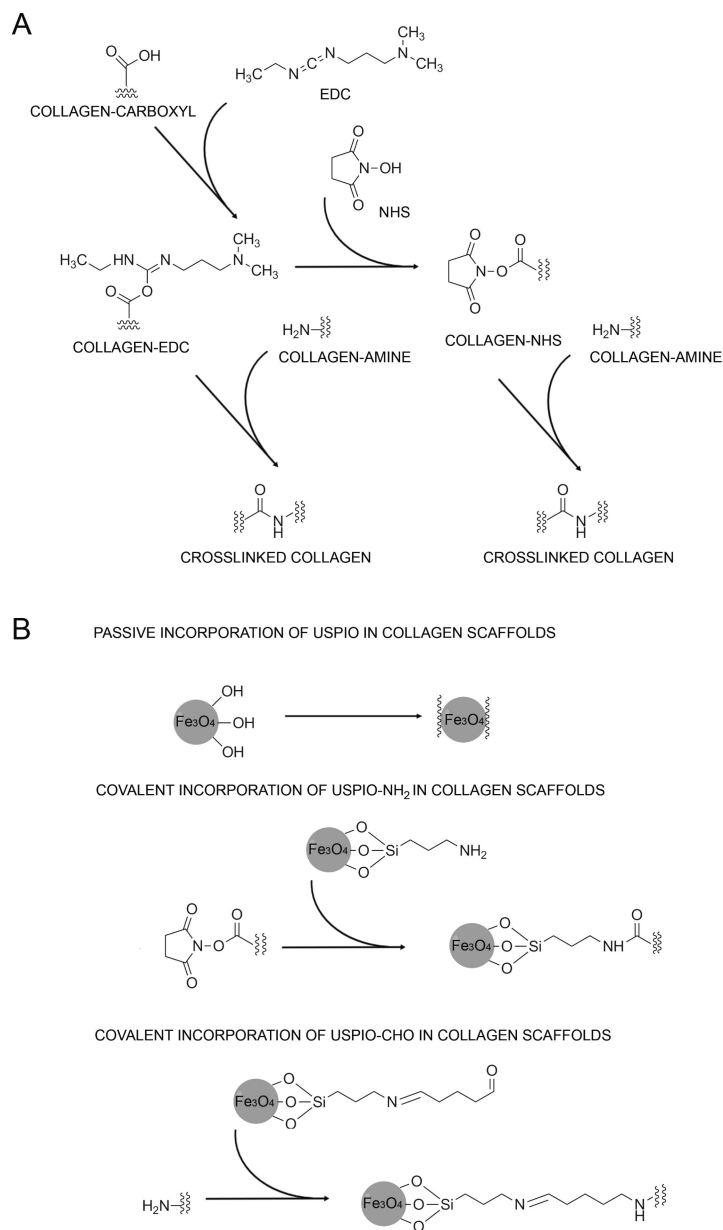 A
O
OH
COLLAGEN-CARBOXYL
H₃C
N
C
N
N
CH₃
CH₃
EDC
O
N-OH
O
NHS
H₃C
HN
N
N
CH₃
CH₃
O
O
COLLAGEN-EDC
O
N
O
O
O
COLLAGEN-NHS
H₂N
COLLAGEN-AMINE
H₂N
COLLAGEN-AMINE
O
N
H
CROSSLINKED COLLAGEN
O
N
H
CROSSLINKED COLLAGEN
B
PASSIVE INCORPORATION OF USPIO IN COLLAGEN SCAFFOLDS
OH
Fe₃O₄
OH
OH
Fe₃O₄
COVALENT INCORPORATION OF USPIO-NH₂ IN COLLAGEN SCAFFOLDS
O
Fe₃O₄
O
Si
NH₂
O
O
N
O
O
O
O
Fe₃O₄
O
Si
NH
O
O
COVALENT INCORPORATION OF USPIO-CHO IN COLLAGEN SCAFFOLDS
O
Fe₃O₄
O
Si
N
O
O
H₂N
O
Fe₃O₄
O
Si
N
N
H
O